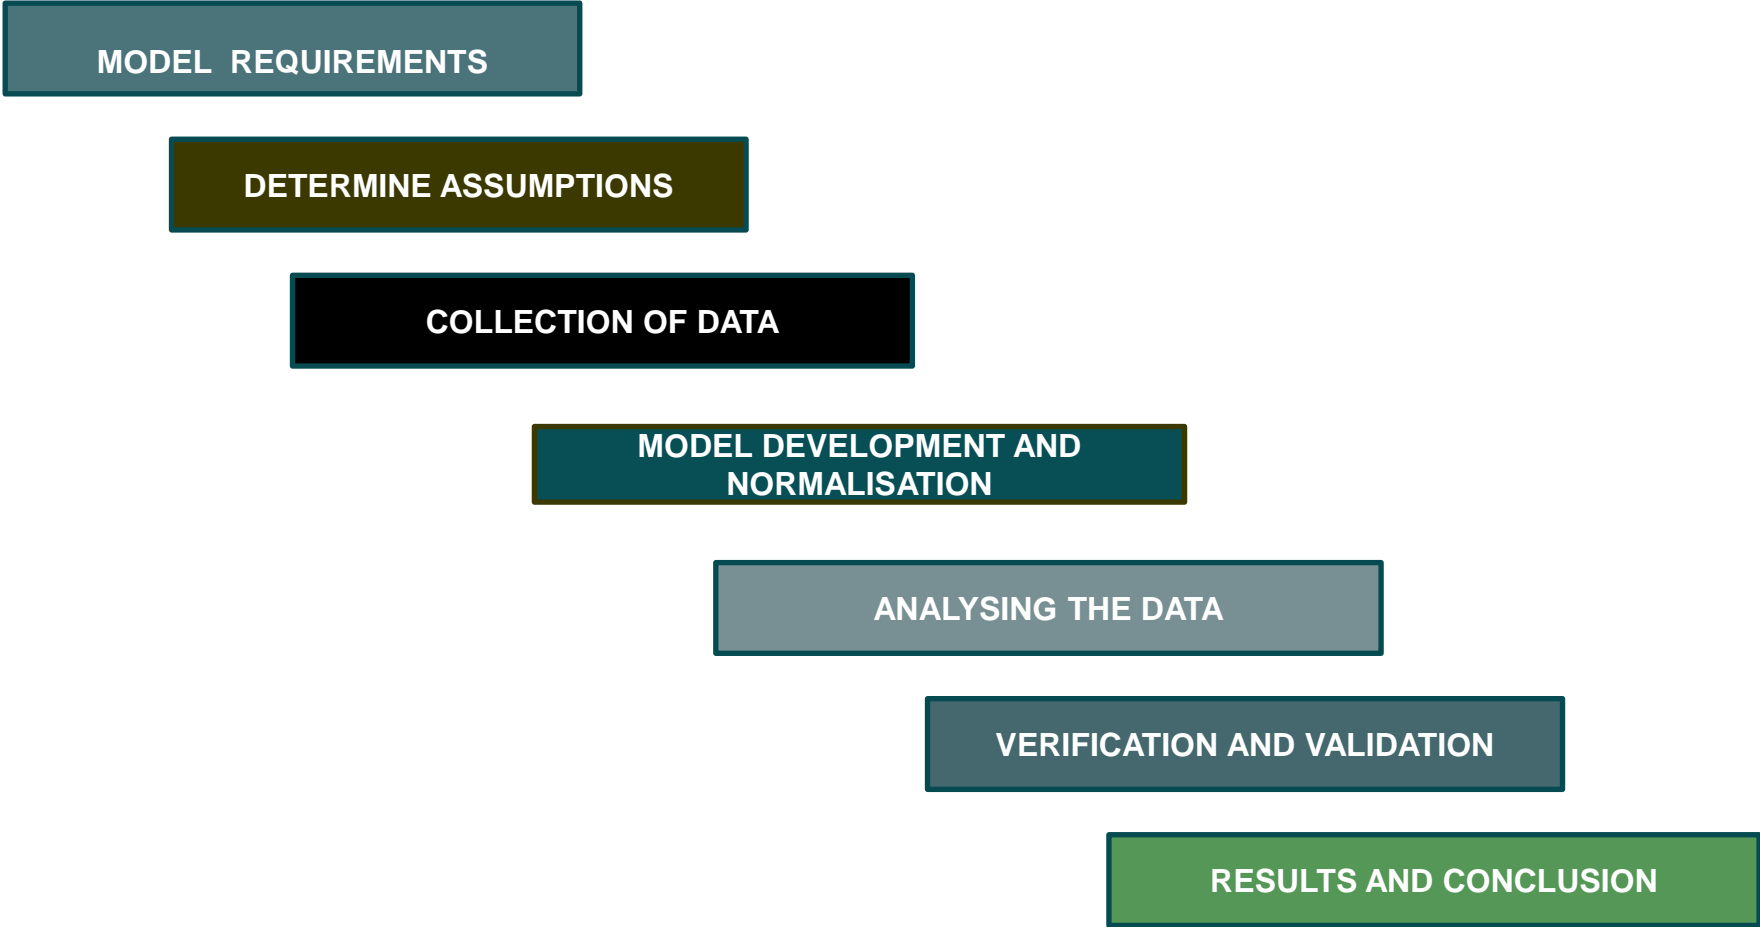 MODEL  REQUIREMENTS
DETERMINE ASSUMPTIONS
COLLECTION OF DATA
MODEL DEVELOPMENT AND
NORMALISATION
ANALYSING THE DATA
VERIFICATION AND VALIDATION
RESULTS AND CONCLUSION